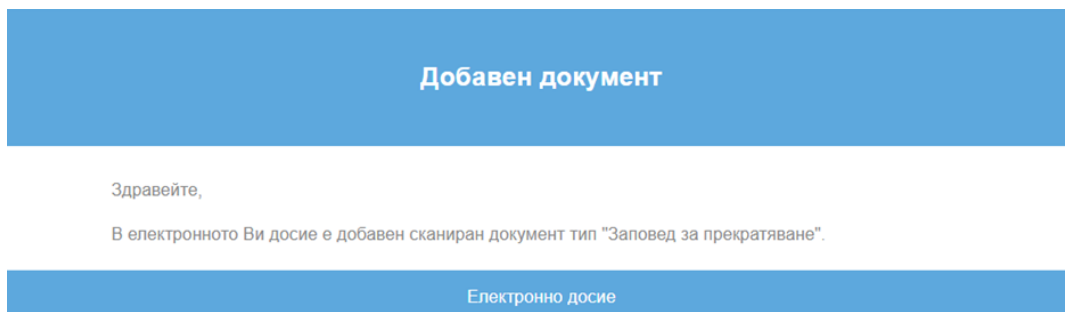 Добавен документ
Здравейте,
В електронното Ви досие е добавен сканиран документ тип "Заповед за прекратяване".
Електронно досие